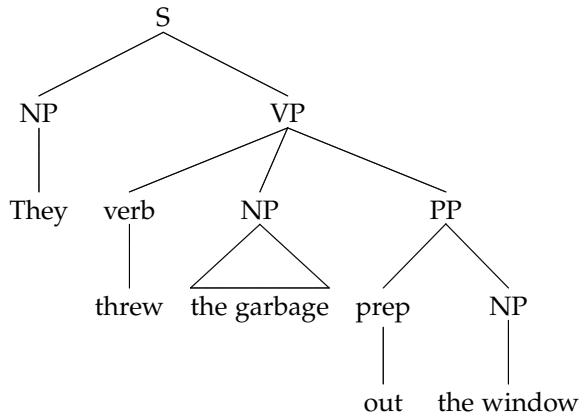 S
NP VP
They verb NP PP
threw the garbage prep NP
out the window